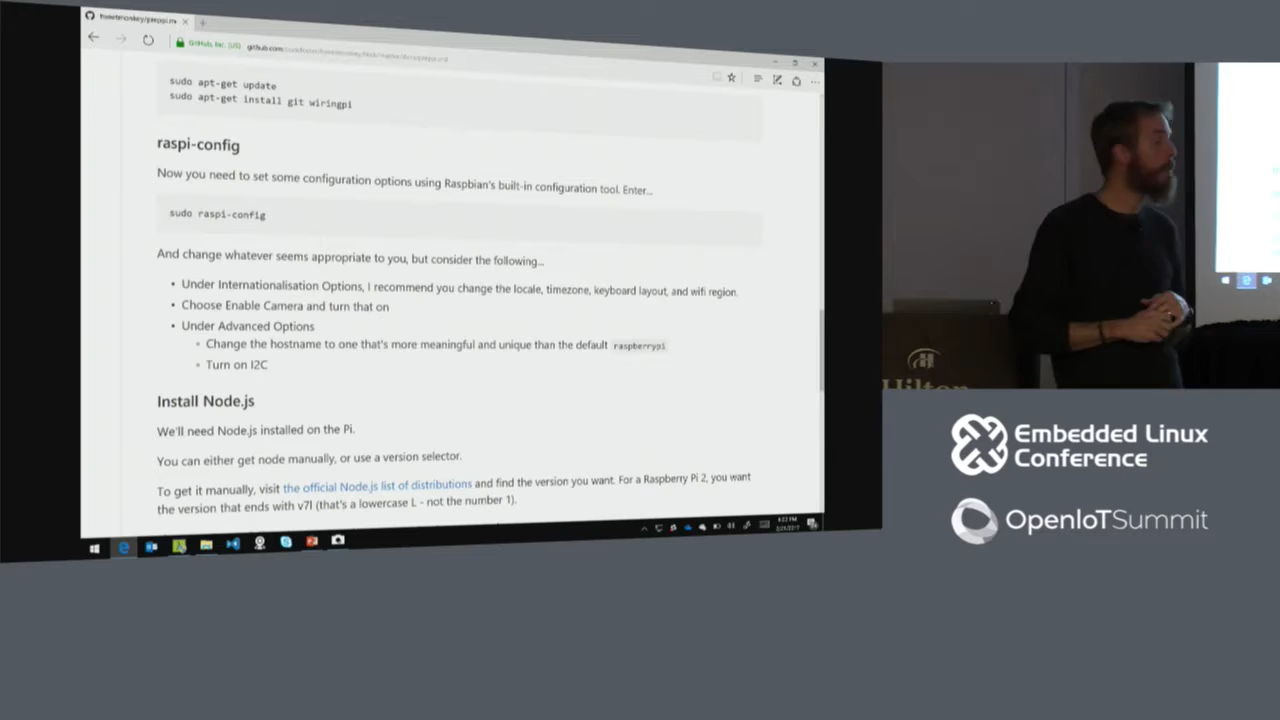 GitHub, Inc. [US]
sudo apt-get update
sudo apt-get install git wiringpi
raspi-config
Now you need to set some configuration options using Raspbian's built-in configuration tool. Enter...
sudo raspi-config
And change whatever seems appropriate to you, but consider the following...
• Under Internationalisation Options, I recommend you change the locale, timezone, keyboard layout, and wifi region.
• Choose Enable Camera and turn that on
• Under Advanced Options
◦ Change the hostname to one that's more meaningful and unique than the default raspberrypi
◦ Turn on I2C
Install Node.js
We'll need Node.js installed on the Pi.
You can either get node manually, or use a version selector.
To get it manually, visit the official Node.js list of distributions and find the version you want. For a Raspberry Pi 2, you want
the version that ends with v7l (that's a lowercase L - not the number 1).
Hilton
Embedded Linux
Conference
OpenIoTSummit